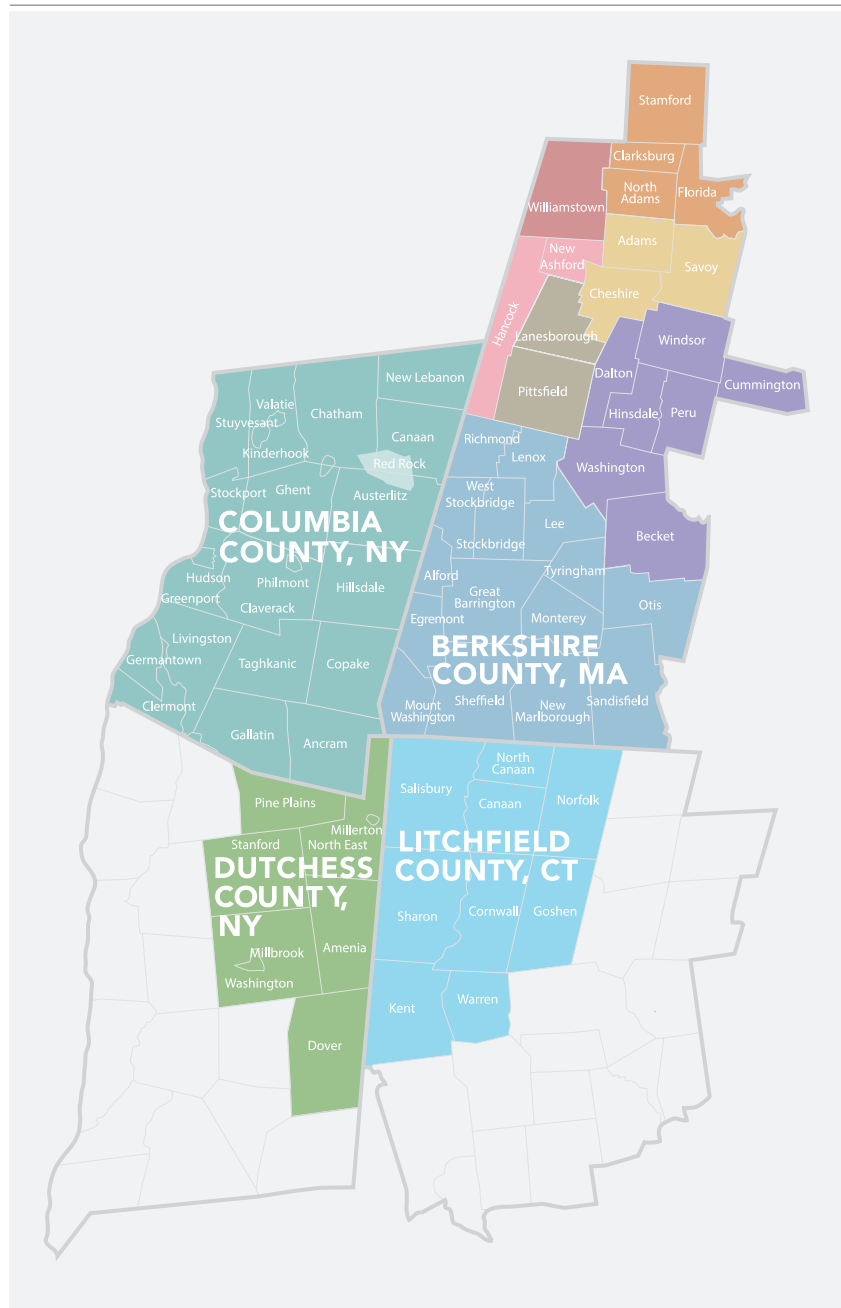 Stamford
Clarksburg
North
Adams
Florida
Williamstown
Adams
New
Ashford
Savoy
Cheshire
Hancock
Lanesborough
Windsor
Dalton
Pittsfield
Cummington
Hinsdale
Peru
Washington
Becket
New Lebanon
Valatie
Chatham
Stuyvesant
Canaan
Kinderhook
Red Rock
Stockport
Ghent
Austerlitz
COLUMBIA
COUNTY, NY
Hudson
Philmont
Hillsdale
Greenport
Claverack
Livingston
Germantown
Taghkanic
Copake
Clermont
Gallatin
Ancram
Richmond
Lenox
West
Stockbridge
Lee
Stockbridge
Alford
Tyringham
Great
Barrington
Otis
Egremont
Monterey
BERKSHIRE
COUNTY, MA
Mount
Washington
Sheffield
New
Marlborough
Sandisfield
Pine Plains
Millerton
Stanford
North East
DUTCHESS
COUNTY,
NY
Millbrook
Amenia
Washington
Dover
North
Canaan
Salisbury
Canaan
Norfolk
LITCHFIELD
COUNTY, CT
Sharon
Cornwall
Goshen
Kent
Warren